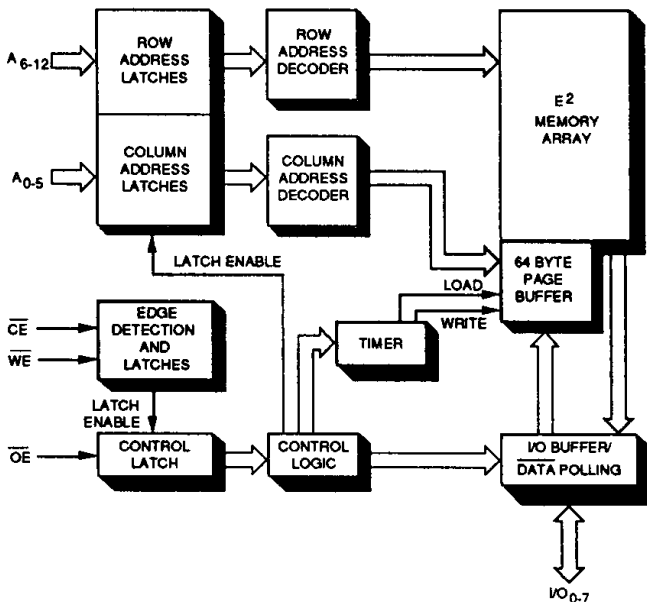 A6-12
ROW
ADDRESS
LATCHES
ROW
ADDRESS
DECODER
E2
MEMORY
ARRAY
A0-5
COLUMN
ADDRESS
LATCHES
COLUMN
ADDRESS
DECODER
LATCH ENABLE
64 BYTE
PAGE
BUFFER
LOAD
WRITE
TIMER
CE
WE
EDGE
DETECTION
AND
LATCHES
LATCH
ENABLE
OE
CONTROL
LATCH
CONTROL
LOGIC
I/O BUFFER/
DATA POLLING
I/O0-7